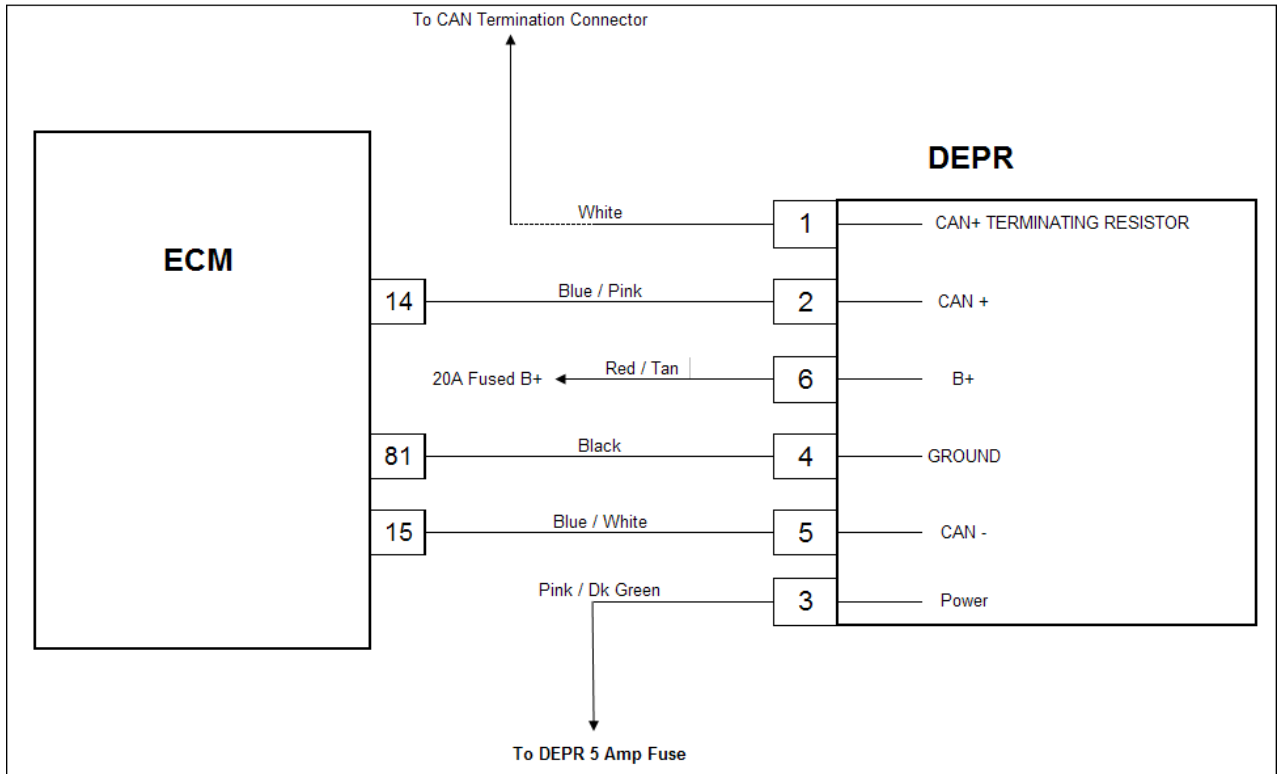 To CAN Termination Connector
DEPR
White
1
CAN+ TERMINATING RESISTOR
ECM
14
Blue / Pink
2
CAN +
20A Fused B+
Red / Tan
6
B+
81
Black
4
GROUND
15
Blue / White
5
CAN -
Pink / Dk Green
3
Power
To DEPR 5 Amp Fuse